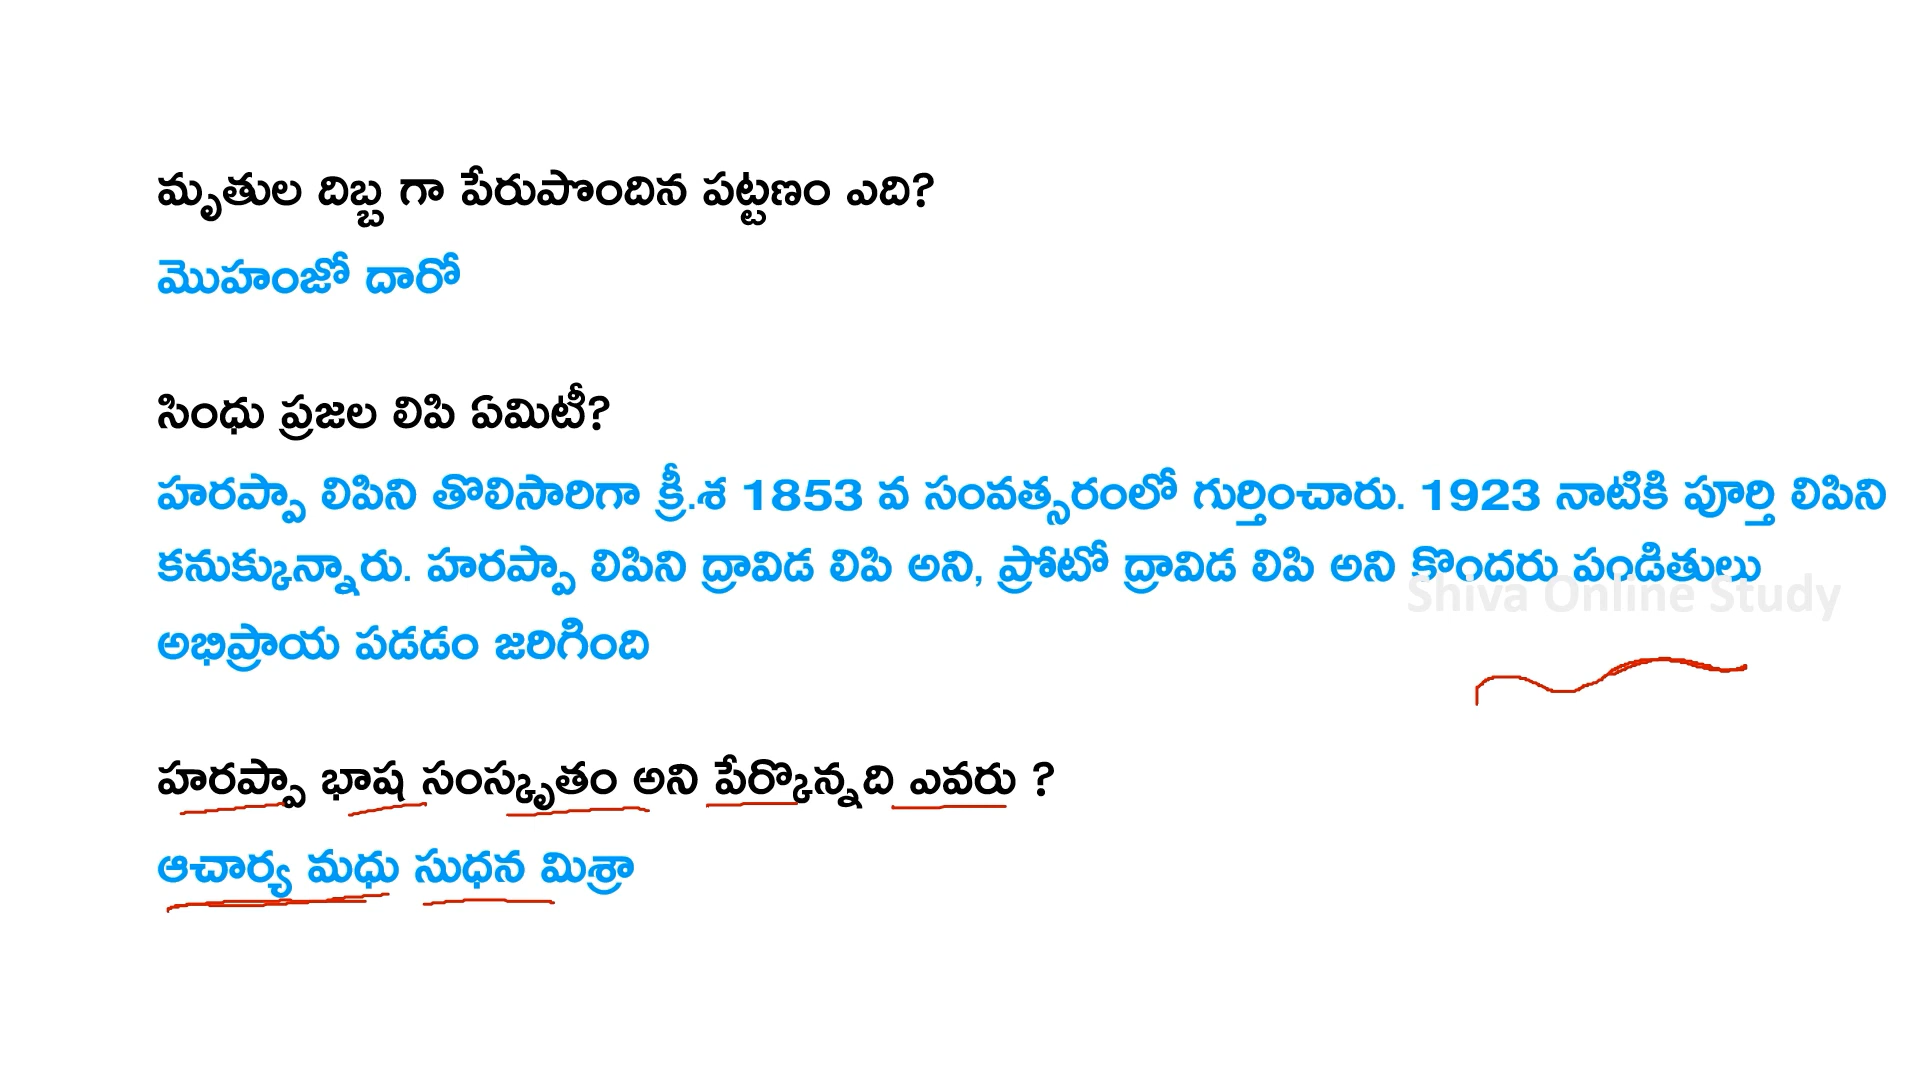 మృతుల దిబ్బ గా పేరుపొందిన పట్టణం ఎది?
మొహంజో దారో
సింధు ప్రజల లిపి ఏమిటీ?
హరప్పా లిపిని తొలిసారిగా క్రీ.శ 1853 వ సంవత్సరంలో గుర్తించారు. 1923 నాటికి పూర్తి లిపిని
కనుక్కున్నారు. హరప్పా లిపిని ద్రావిడ లిపి అని, ప్రోటో ద్రావిడ లిపి అని కొందరు పండితులు
Shiva Online Study
అభిప్రాయ పడడం జరిగింది
హరప్పా భాష సంస్కృతం అని పేర్కొన్నది ఎవరు ?
ఆచార్య మధు సుధన మిశ్రా